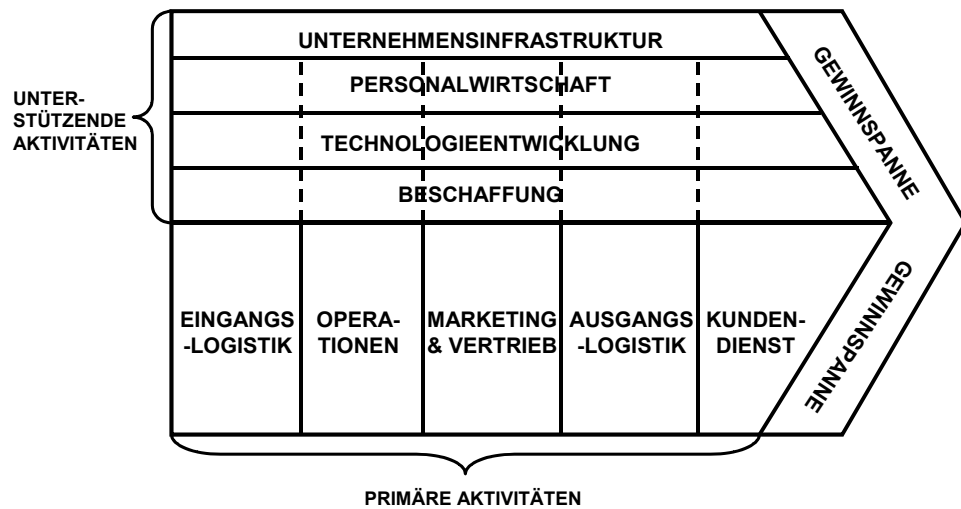 UNTERNEHMENSINFRASTRUKTUR
PERSONALWIRTSCHAFT
TECHNOLOGIEENTWICKLUNG
BESCHAFFUNG
UNTER-
STÜTZENDE
AKTIVITÄTEN
GEWINNSPANNE
GEWINNSPANNE
EINGANGS
-LOGISTIK
OPERA-
TIONEN
MARKETING
& VERTRIEB
AUSGANGS
-LOGISTIK
KUNDEN-
DIENST
PRIMÄRE AKTIVITÄTEN